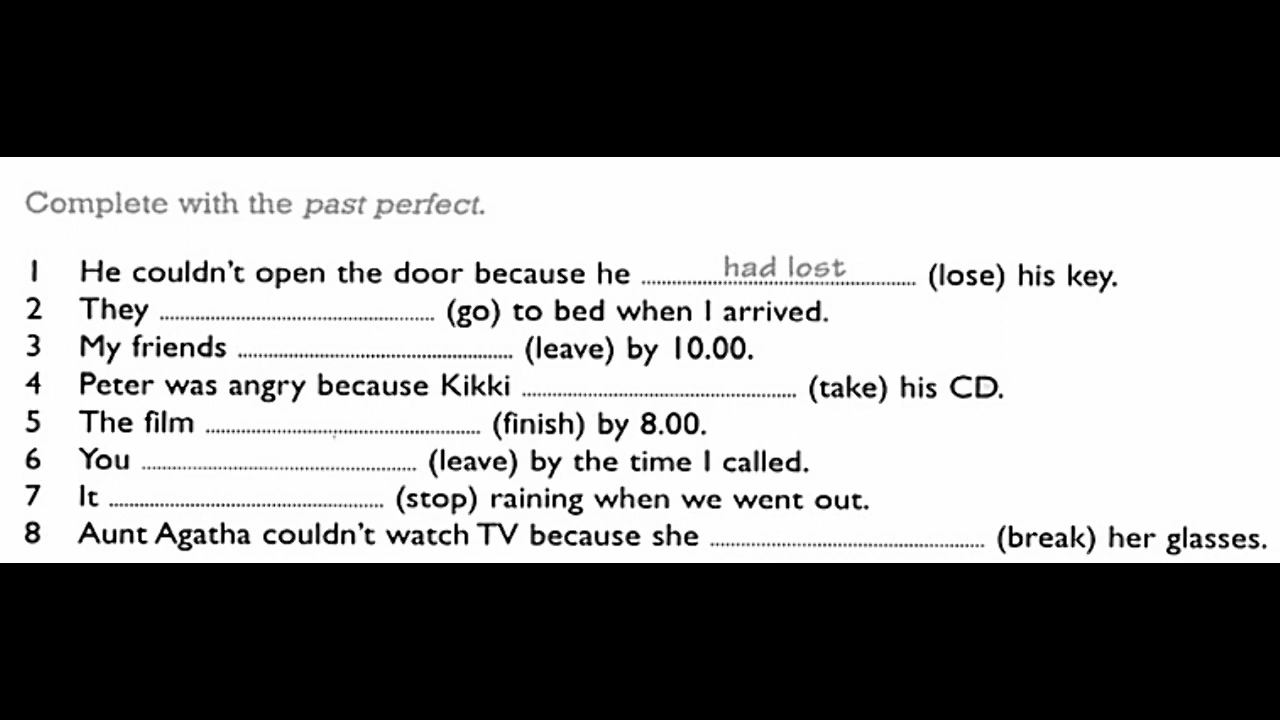 Complete with the past perfect.
1 He couldn't open the door because he ........................ had lost ........................ (lose) his key.
2 They ........................ (go) to bed when I arrived.
3 My friends ........................ (leave) by 10.00.
4 Peter was angry because Kikki ........................ (take) his CD.
5 The film ........................ (finish) by 8.00.
6 You ........................ (leave) by the time I called.
7 It ........................ (stop) raining when we went out.
8 Aunt Agatha couldn't watch TV because she ........................ (break) her glasses.